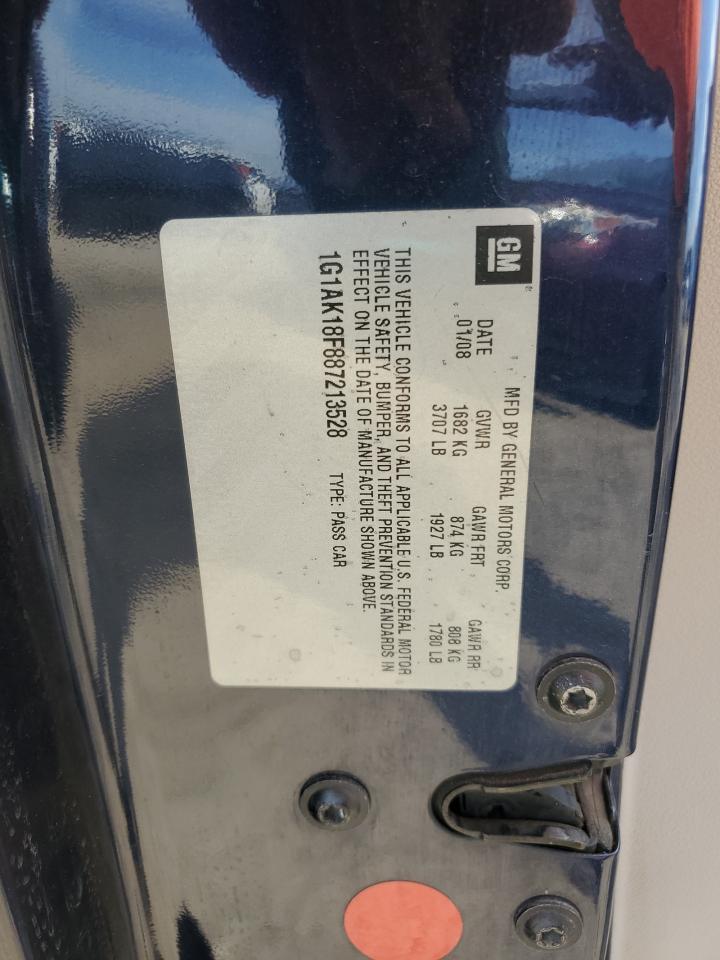 GM
MFD BY GENERAL MOTORS CORP.
DATE GVWR GAWR FRT GAWR RR
01/08 1682 KG 874 KG 808 KG
3707 LB 1927 LB 1780 LB
THIS VEHICLE CONFORMS TO ALL APPLICABLE U.S. FEDERAL MOTOR
VEHICLE SAFETY, BUMPER, AND THEFT PREVENTION STANDARDS IN
EFFECT ON THE DATE OF MANUFACTURE SHOWN ABOVE.
1G1AK18F887213528 TYPE: PASS CAR